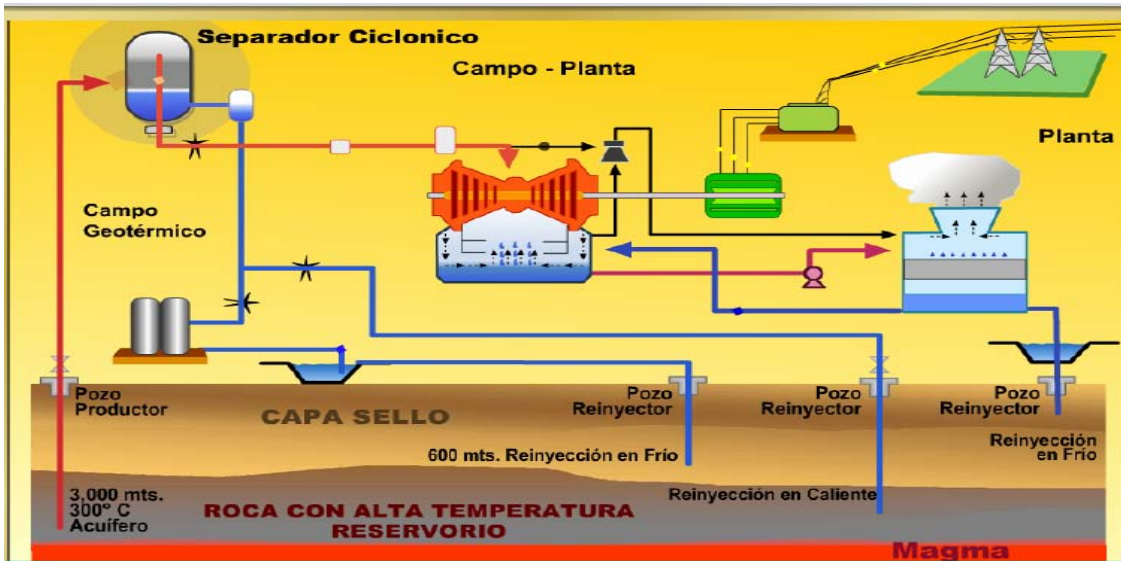 Separador Ciclonico
Campo - Planta
Planta
Campo
Geotérmico
Pozo
Productor
Pozo
Reinyector
Pozo
Reinyector
Pozo
Reinyector
CAPA SELLO
600 mts. Reinyección en Frío
Reinyección
en Frío
3,000 mts.
300° C
Acuífero
Reinyección en Caliente
ROCA CON ALTA TEMPERATURA
RESERVORIO
Magma